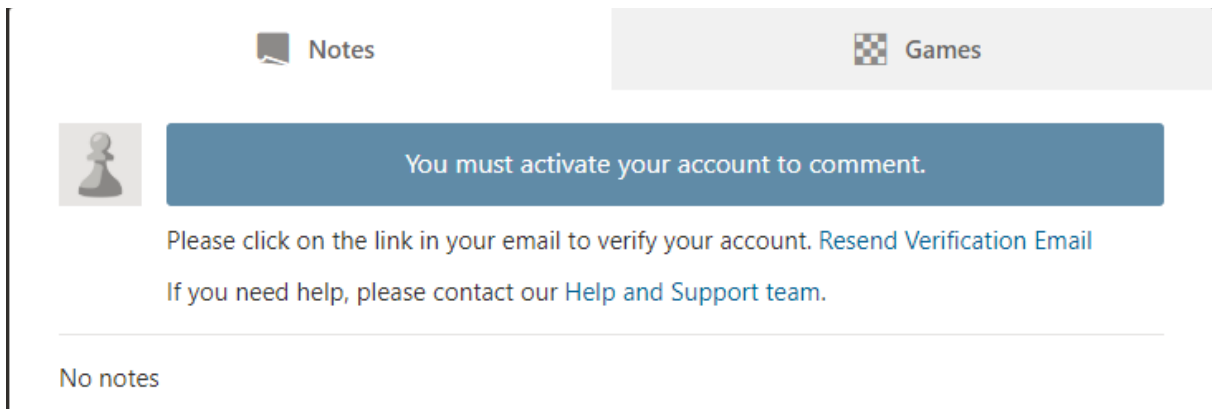 Notes
Games
You must activate your account to comment.
Please click on the link in your email to verify your account. Resend Verification Email
If you need help, please contact our Help and Support team.
No notes